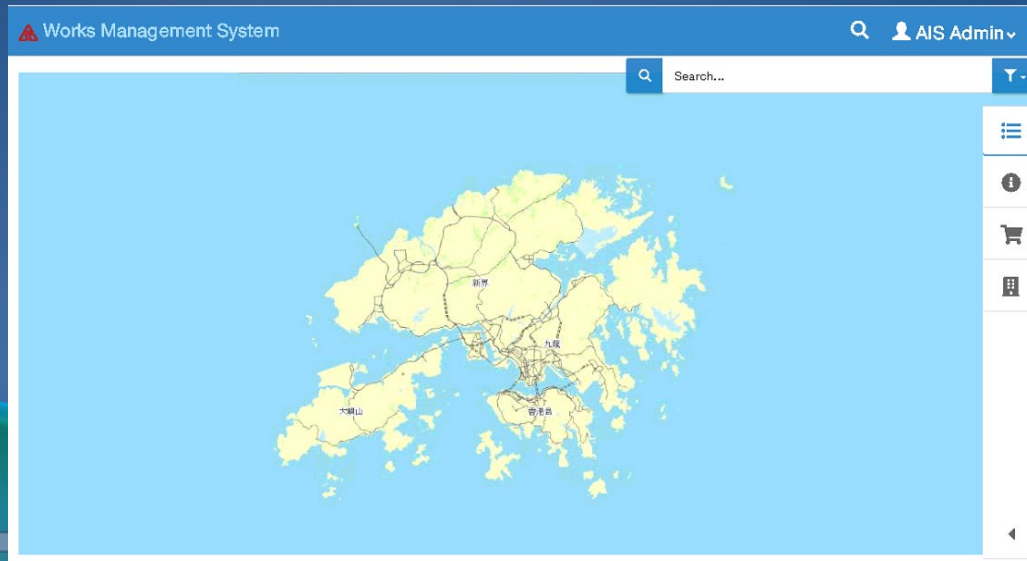 Works Management System
AIS Admin
Search...
新界
九龍
大嶼山
香港島